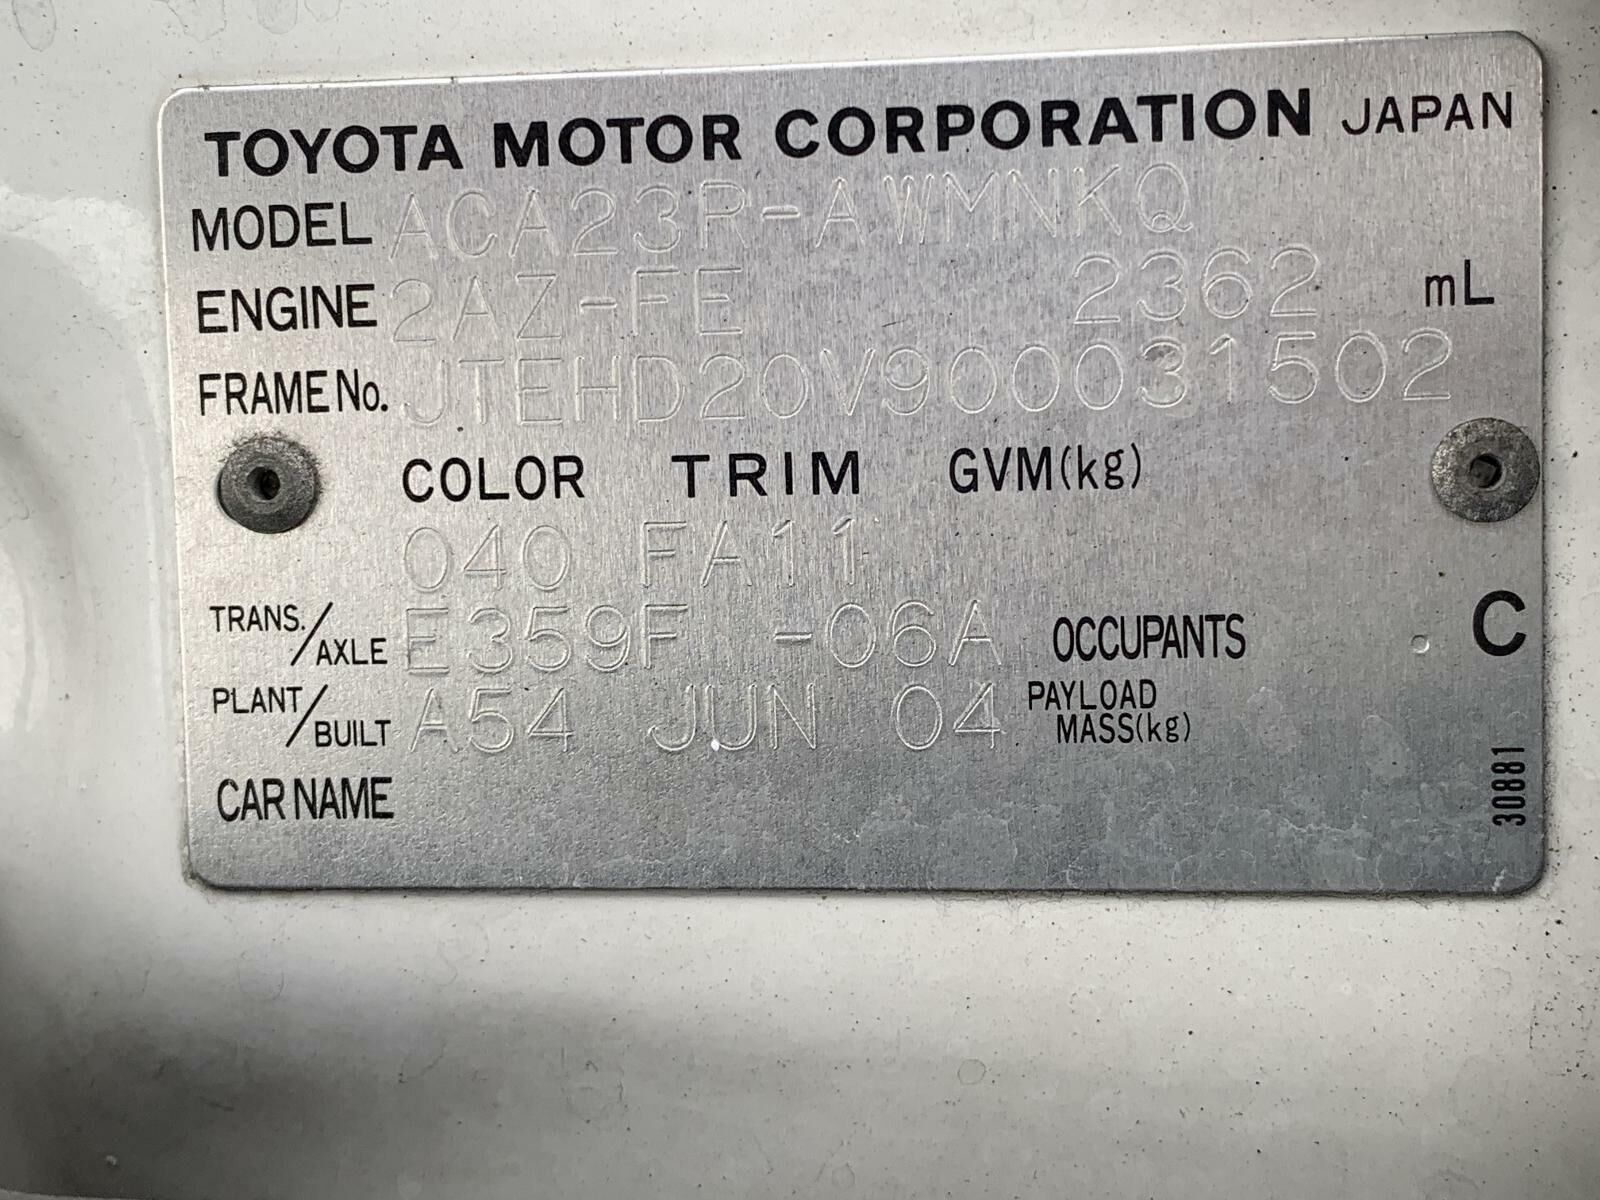 TOYOTA MOTOR CORPORATION JAPAN
MODEL ACA23R-AWMNKQ
ENGINE 2AZ-FE 2362 mL
FRAME No. JTEHD20V900031502
COLOR TRIM GVM(kg)
040 FA11
TRANS./AXLE E359F -06A OCCUPANTS C
PLANT/BUILT A54 JUN 04 PAYLOAD MASS(kg)
CAR NAME
30881